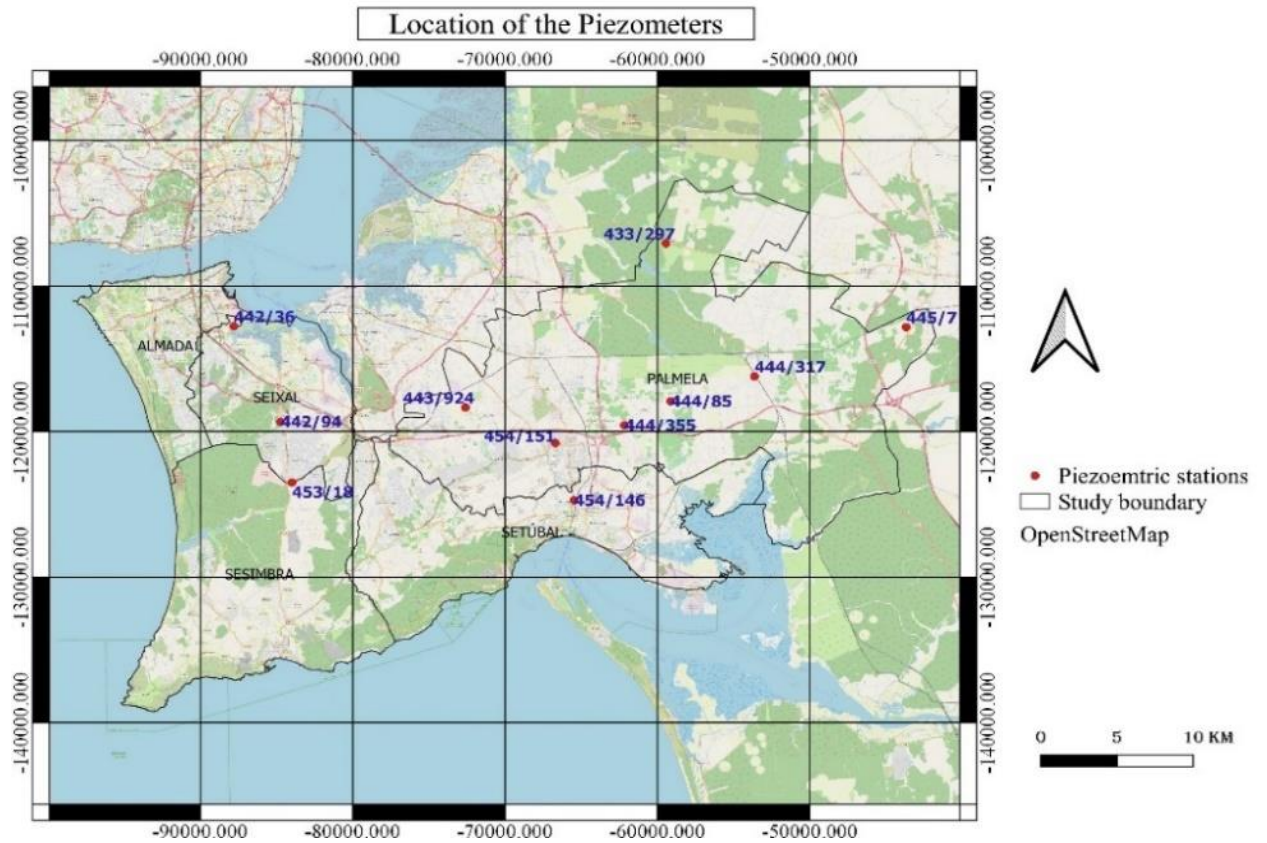 Location of the Piezometers
-90000.000 -80000.000 -70000.000 -60000.000 -50000.000
-100000.000 -100000.000
433/297
-110000.000 -110000.000
442/36 445/7
ALMADA
444/317
PALMELA
SEIXAL 443/924 444/85
442/94 444/355
-120000.000 -120000.000
454/151
453/18 454/146
Piezoemtric stations
Study boundary
SETÚBAL OpenStreetMap
SESIMBRA
-130000.000 -130000.000
-140000.000 -140000.000
0 5 10 KM
-90000.000 -80000.000 -70000.000 -60000.000 -50000.000